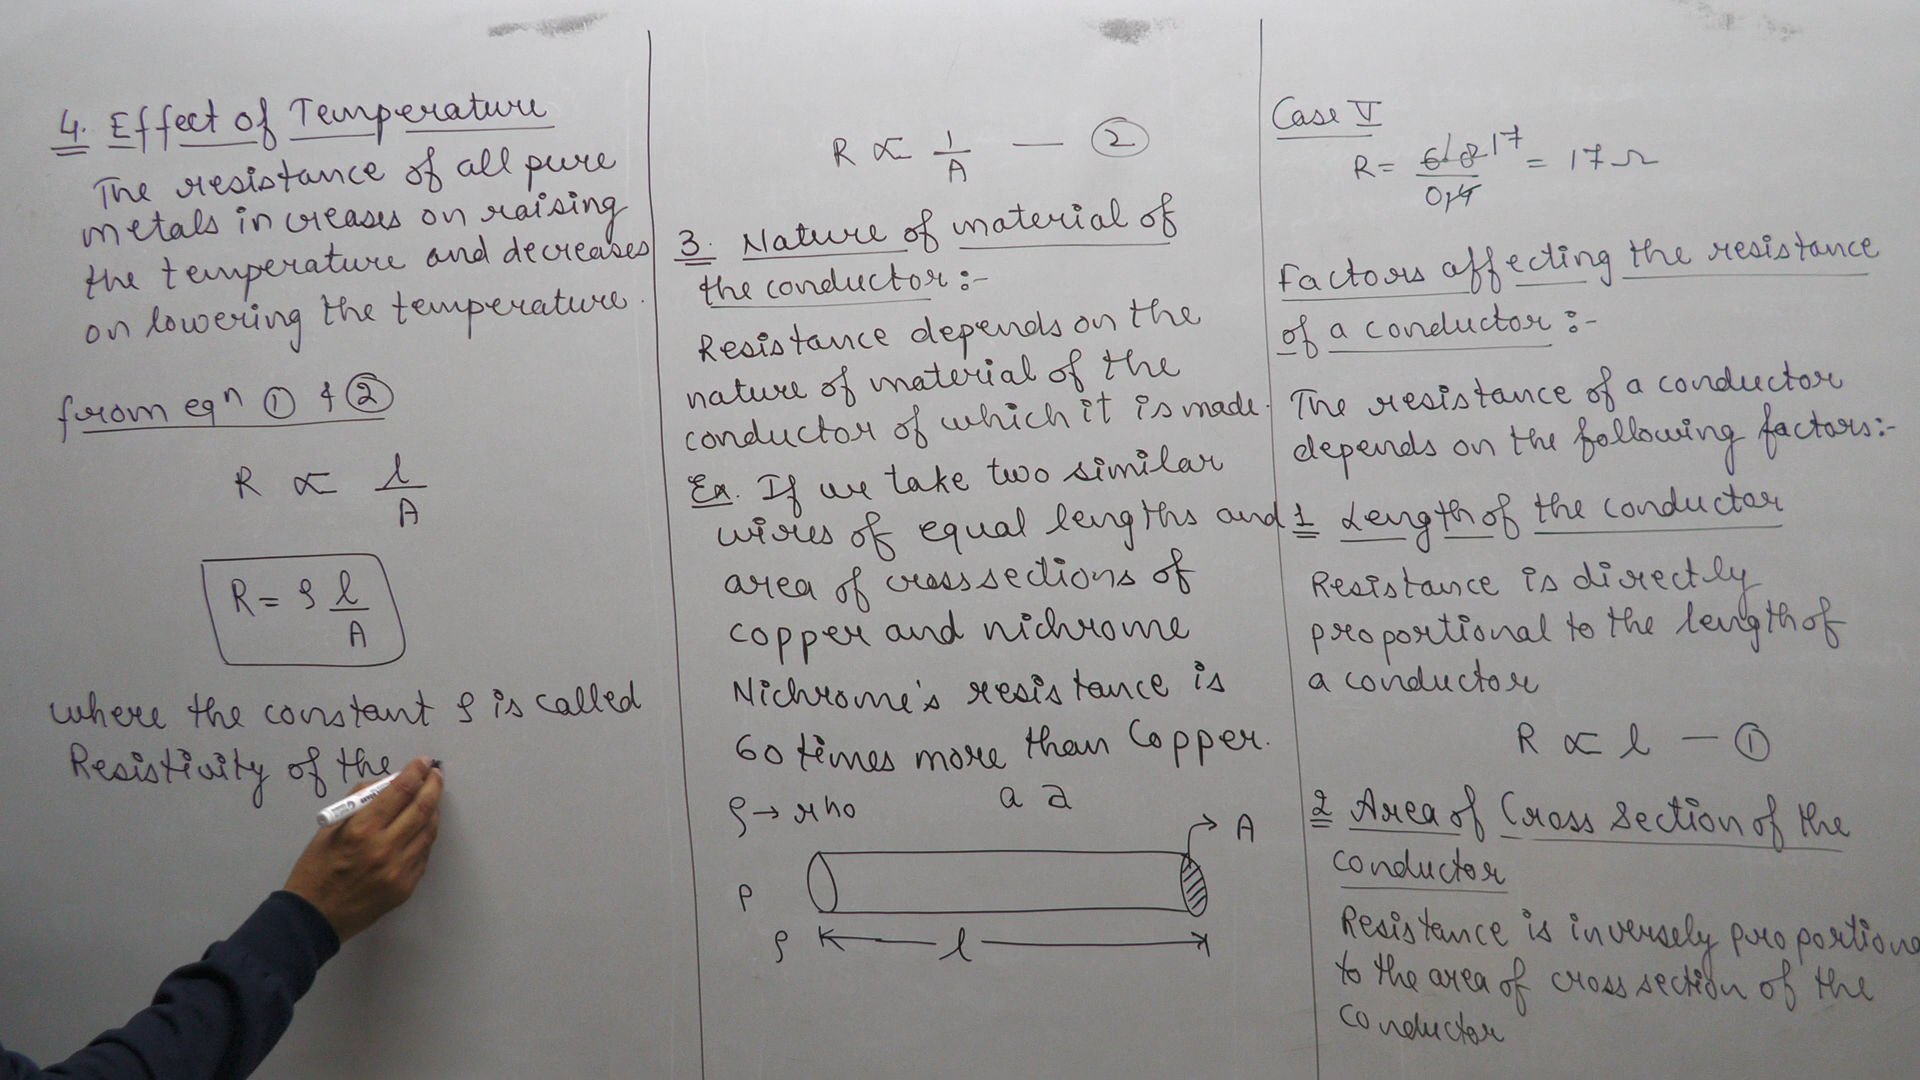 4. Effect of Temperature
The resistance of all pure
metals increases on raising
the temperature and decreases
on lowering the temperature.
from eqn ① & ②
R ∝ l/A
R = ρ l/A
where the constant ρ is called
Resistivity of the
R ∝ 1/A — ②
3. Nature of material of
the conductor :-
Resistance depends on the
nature of material of the
conductor of which it is made.
Ex. If we take two similar
wires of equal lengths and
area of cross sections of
copper and nichrome
Nichrome's resistance is
60 times more than Copper.
ρ → rho
a a
A
ρ
ρ
l
Case V
17
R = 6.8/0.4 = 17 Ω
Factors affecting the resistance
of a conductor :-
The resistance of a conductor
depends on the following factors:-
1 Length of the conductor
Resistance is directly
proportional to the length of
a conductor
R ∝ l — ①
2 Area of Cross Section of the
conductor
Resistance is inversely proportiona
to the area of cross section of the
conductor